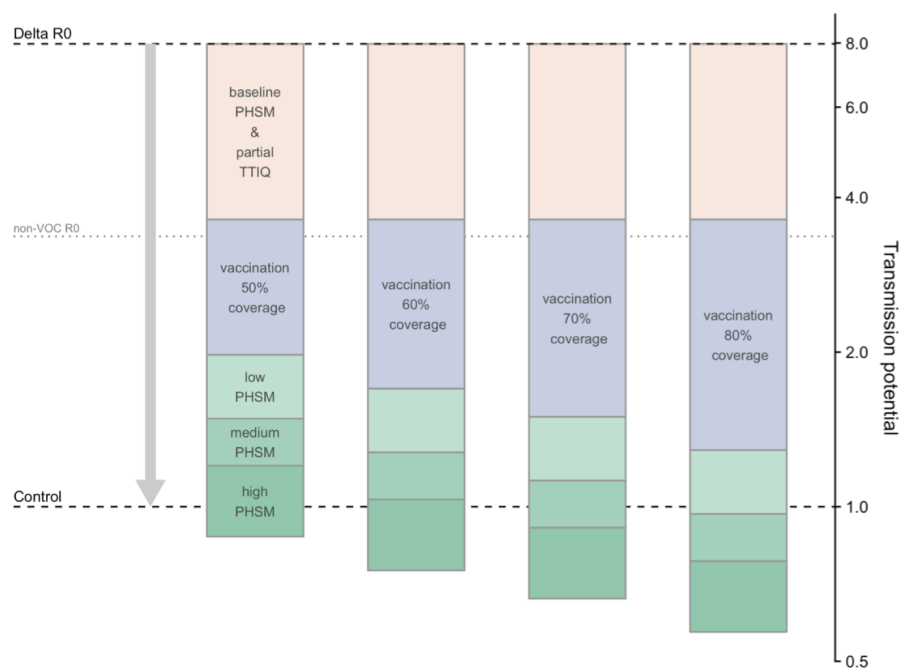 Delta R0
8.0
baseline
PHSM
&
partial
TTIQ
6.0
4.0
non-VOC R0
vaccination
50%
coverage
vaccination
60%
coverage
vaccination
70%
coverage
vaccination
80%
coverage
Transmission potential
2.0
low
PHSM
medium
PHSM
high
PHSM
Control
1.0
0.5